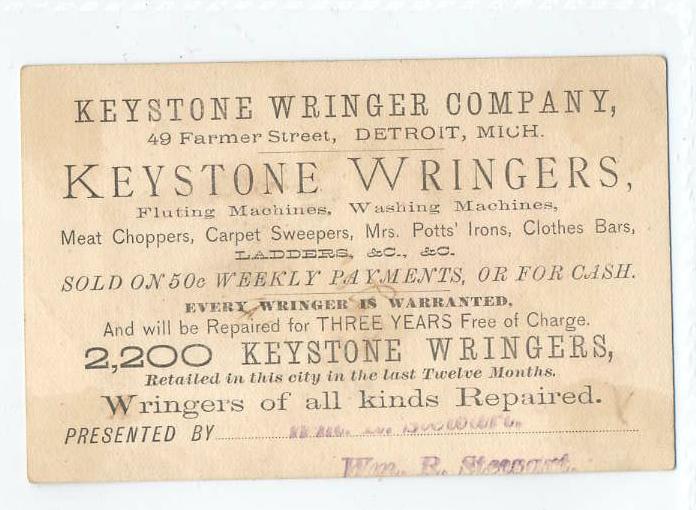 KEYSTONE WRINGER COMPANY,
49 Farmer Street, DETROIT, MICH.
KEYSTONE WRINGERS,
Fluting Machines, Washing Machines,
Meat Choppers, Carpet Sweepers, Mrs. Potts' Irons, Clothes Bars,
LADDERS, &C., &C.
SOLD ON 50c WEEKLY PAYMENTS, OR FOR CASH.
EVERY WRINGER IS WARRANTED,
And will be Repaired for THREE YEARS Free of Charge.
2,200 KEYSTONE WRINGERS,
Retailed in this city in the last Twelve Months.
Wringers of all kinds Repaired.
PRESENTED BY
Wm. R. Stewart.